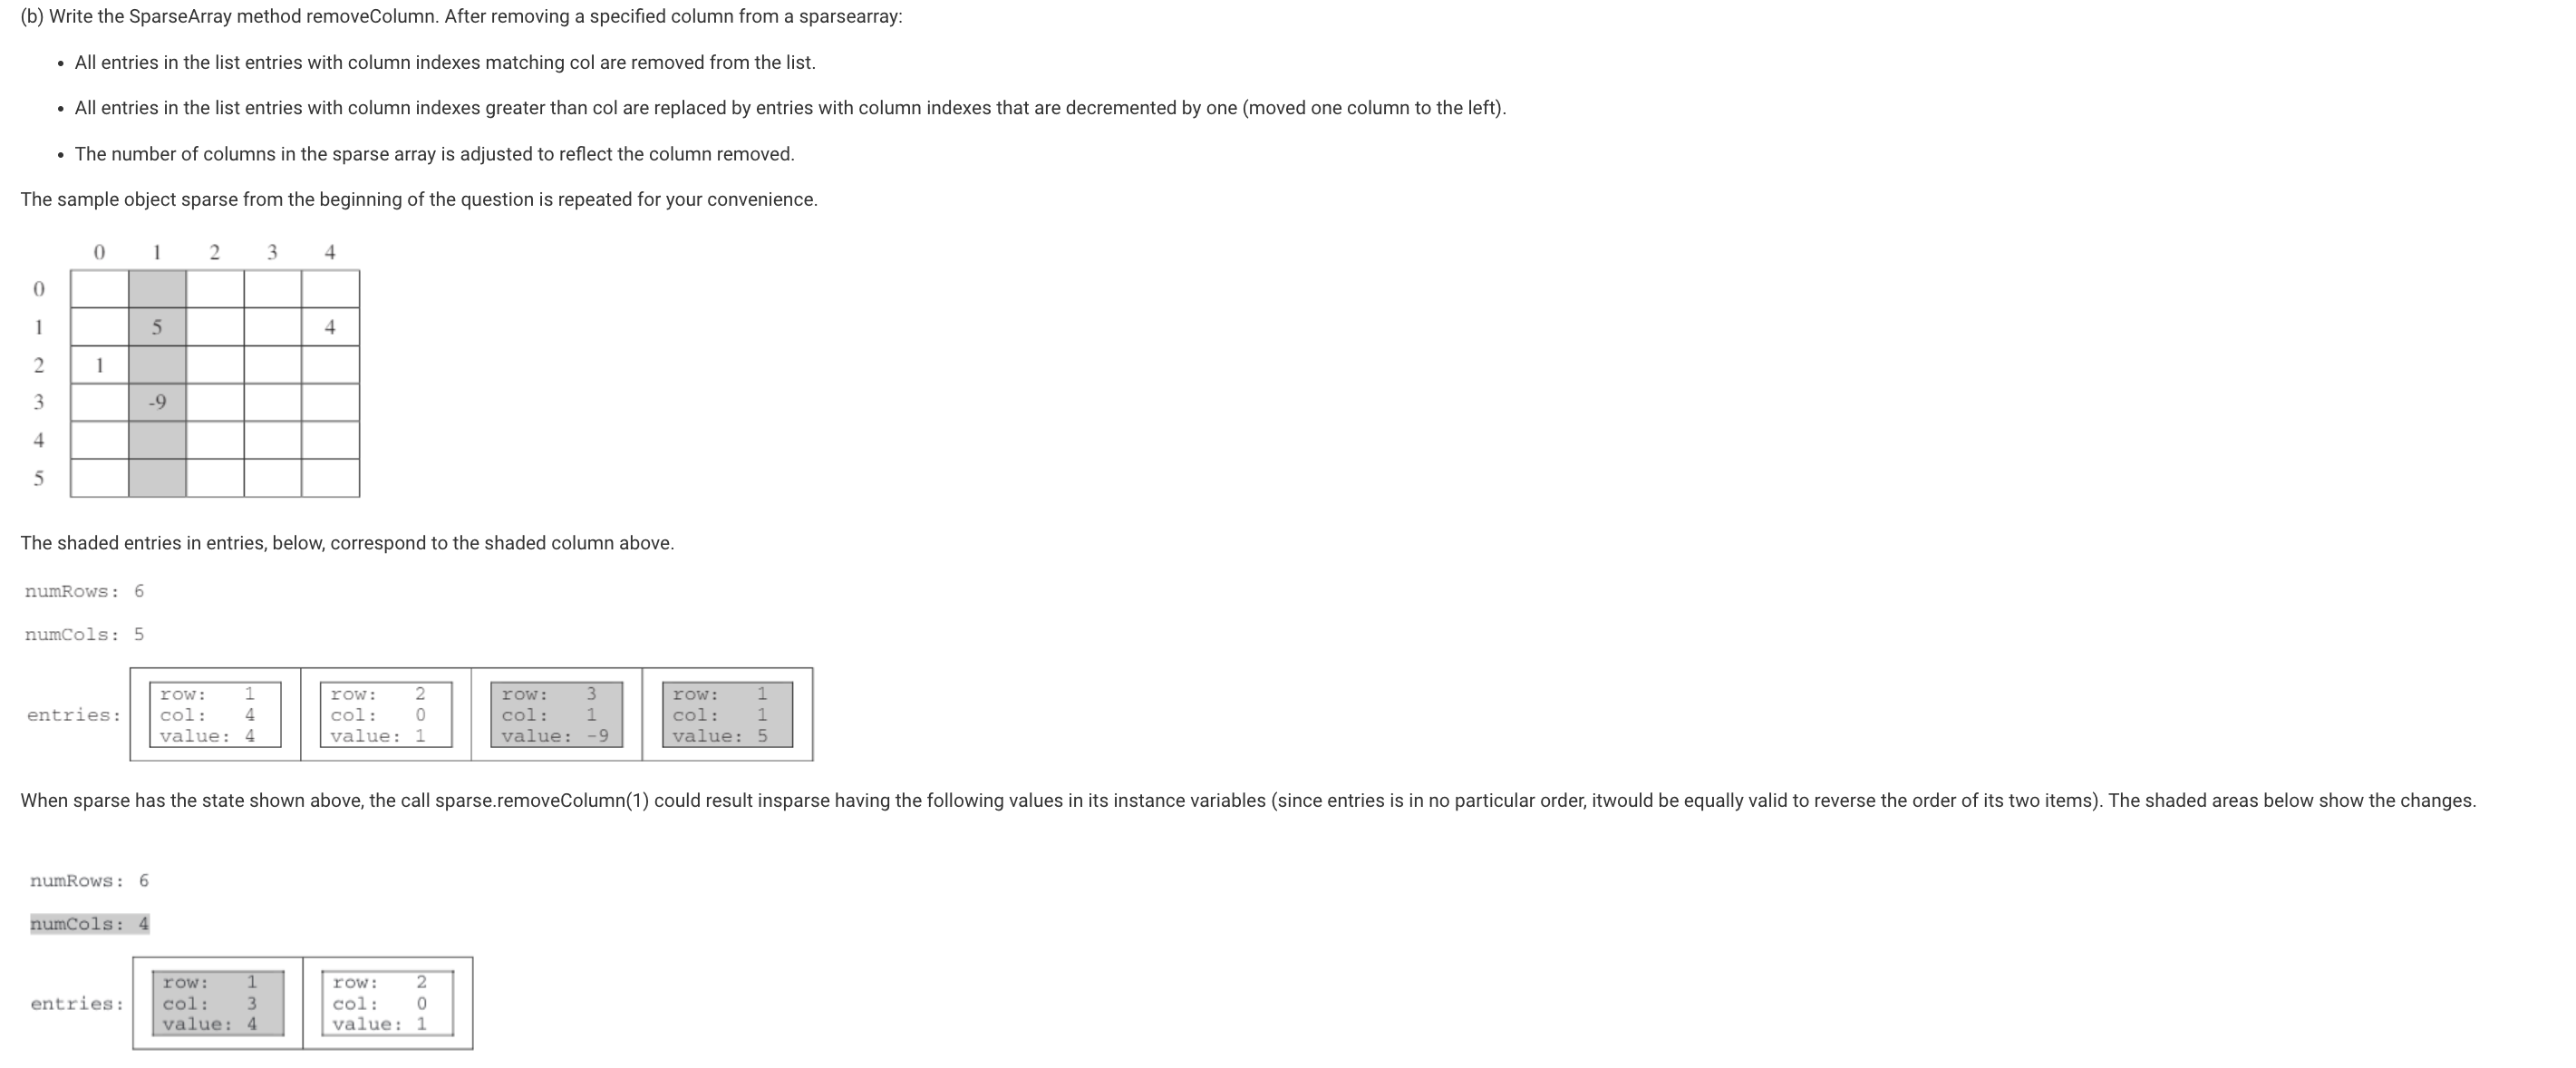 (b) Write the SparseArray method removeColumn. After removing a specified column from a sparsearray:
• All entries in the list entries with column indexes matching col are removed from the list.
• All entries in the list entries with column indexes greater than col are replaced by entries with column indexes that are decremented by one (moved one column to the left).
• The number of columns in the sparse array is adjusted to reflect the column removed.
The sample object sparse from the beginning of the question is repeated for your convenience.
0 1 2 3 4
0
1 5 4
2 1
3 -9
4
5
The shaded entries in entries, below, correspond to the shaded column above.
numRows: 6
numCols: 5
row: 1 row: 2 row: 3 row: 1
entries: col: 4 col: 0 col: 1 col: 1
value: 4 value: 1 value: -9 value: 5
When sparse has the state shown above, the call sparse.removeColumn(1) could result insparse having the following values in its instance variables (since entries is in no particular order, itwould be equally valid to reverse the order of its two items). The shaded areas below show the changes.
numRows: 6
numCols: 4
row: 1 row: 2
entries: col: 3 col: 0
value: 4 value: 1